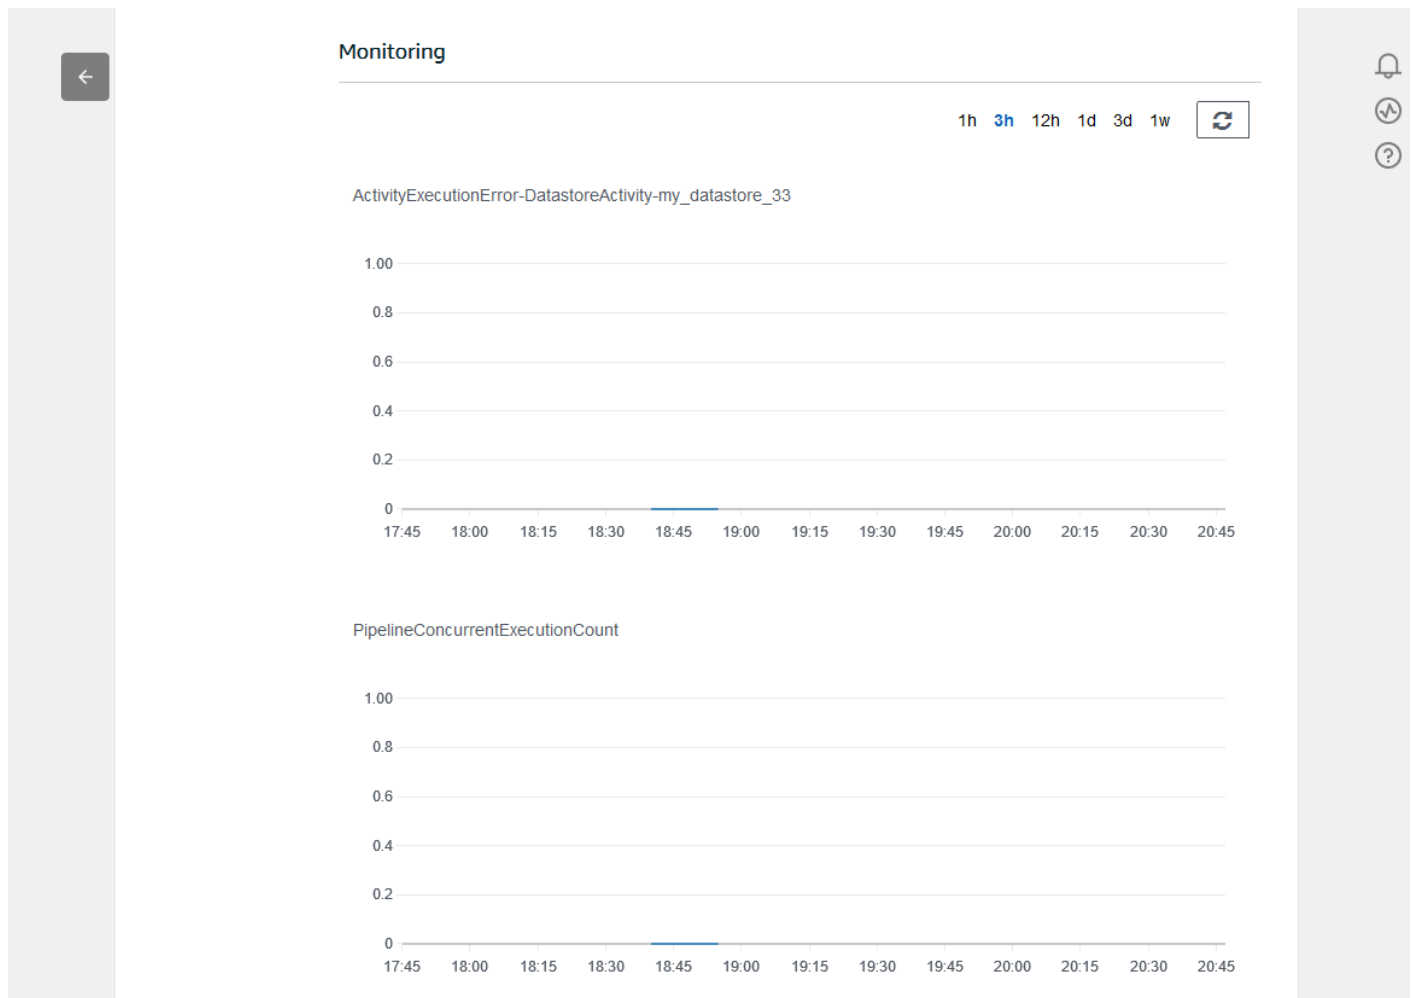 Monitoring
1h 3h 12h 1d 3d 1w
ActivityExecutionError-DatastoreActivity-my_datastore_33
1.00
0.8
0.6
0.4
0.2
0
17:45 18:00 18:15 18:30 18:45 19:00 19:15 19:30 19:45 20:00 20:15 20:30 20:45
PipelineConcurrentExecutionCount
1.00
0.8
0.6
0.4
0.2
0
17:45 18:00 18:15 18:30 18:45 19:00 19:15 19:30 19:45 20:00 20:15 20:30 20:45